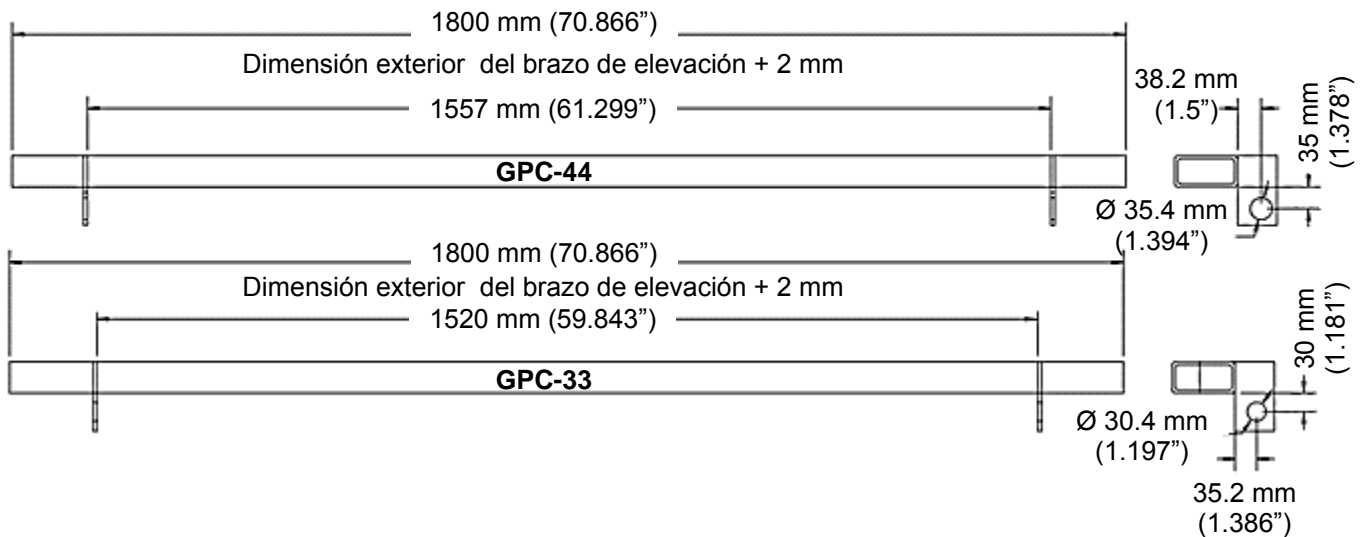 1800 mm (70.866”)
Dimensión exterior del brazo de elevación + 2 mm
1557 mm (61.299”)
38.2 mm
(1.5”)
35 mm
(1.378”)
GPC-44
Ø 35.4 mm
(1.394”)
1800 mm (70.866”)
Dimensión exterior del brazo de elevación + 2 mm
1520 mm (59.843”)
30 mm
(1.181”)
GPC-33
Ø 30.4 mm
(1.197”)
35.2 mm
(1.386”)